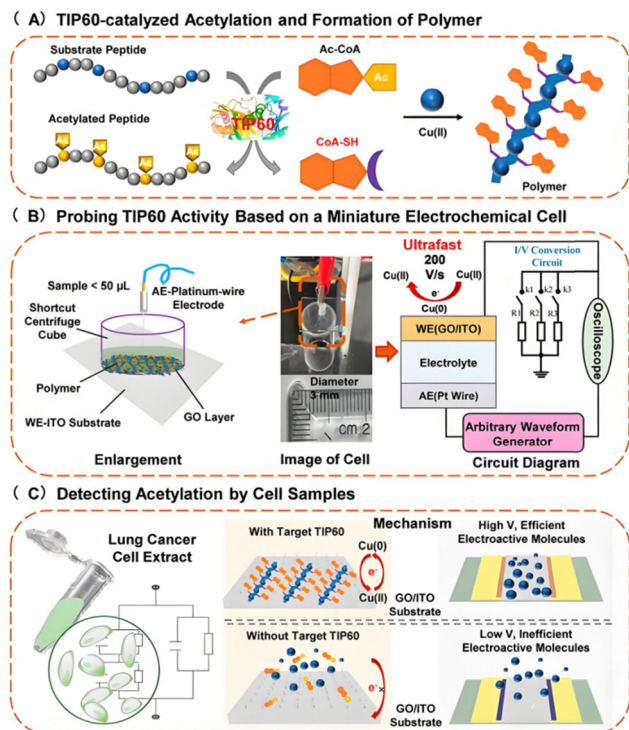 ( A ) TIP60-catalyzed Acetylation and Formation of Polymer
Substrate Peptide
Ac-CoA
Ac
TIP60
Cu(II)
Acetylated Peptide
Ac
Ac
Ac
Ac
CoA-SH
Polymer
( B ) Probing TIP60 Activity Based on a Miniature Electrochemical Cell
Sample < 50 μL
AE-Platinum-wire
Electrode
Shortcut
Centrifuge
Cube
Polymer
WE-ITO Substrate
GO Layer
Enlargement
Diameter
3 mm
cm 2
Image of Cell
Ultrafast
200
V/s
Cu(II)
Cu(II)
e-
Cu(0)
WE(GO/ITO)
Electrolyte
AE(Pt Wire)
I/V Conversion
Circuit
k1
k2
k3
R1
R2
R3
Oscilloscope
Arbitrary Waveform
Generator
Circuit Diagram
( C ) Detecting Acetylation by Cell Samples
Lung Cancer
Cell Extract
Mechanism
With Target TIP60
Cu(0)
e-
Cu(II)
GO/ITO
Substrate
High V, Efficient
Electroactive Molecules
Without Target TIP60
e-
×
GO/ITO
Substrate
Low V, Inefficient
Electroactive Molecules